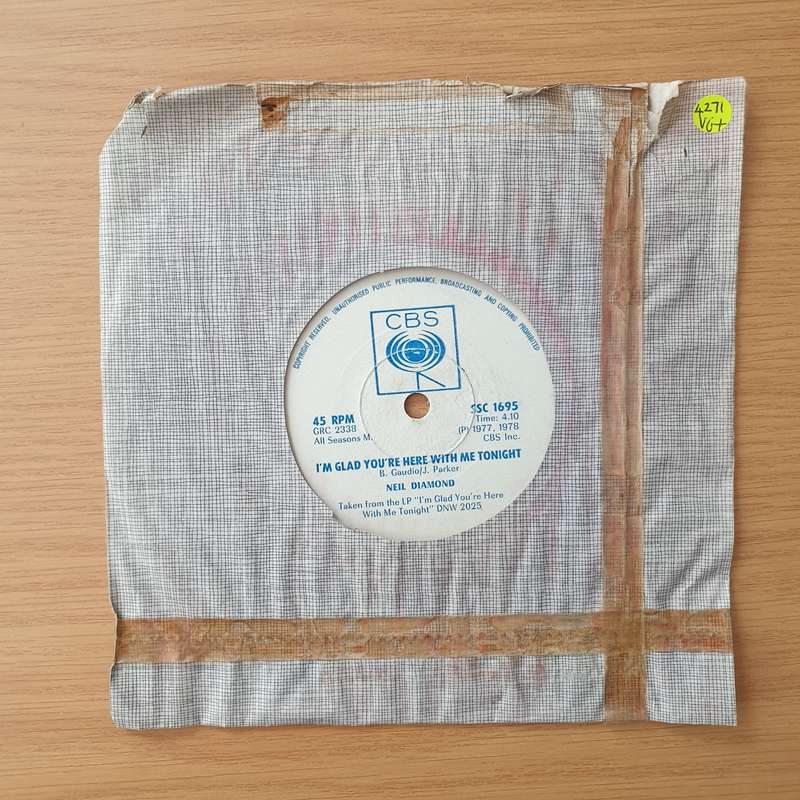 4271
VG+
COPYRIGHT RESERVED, UNAUTHORISED PUBLIC PERFORMANCE, BROADCASTING AND COPYING PROHIBITED
CBS
45 RPM
GRC 2338
All Seasons M.
SSC 1695
Time: 4.10
(P) 1977, 1978
CBS Inc.
I'M GLAD YOU'RE HERE WITH ME TONIGHT
B. Gaudio/J. Parker
NEIL DIAMOND
Taken from the LP "I'm Glad You're Here
With Me Tonight" DNW 2025